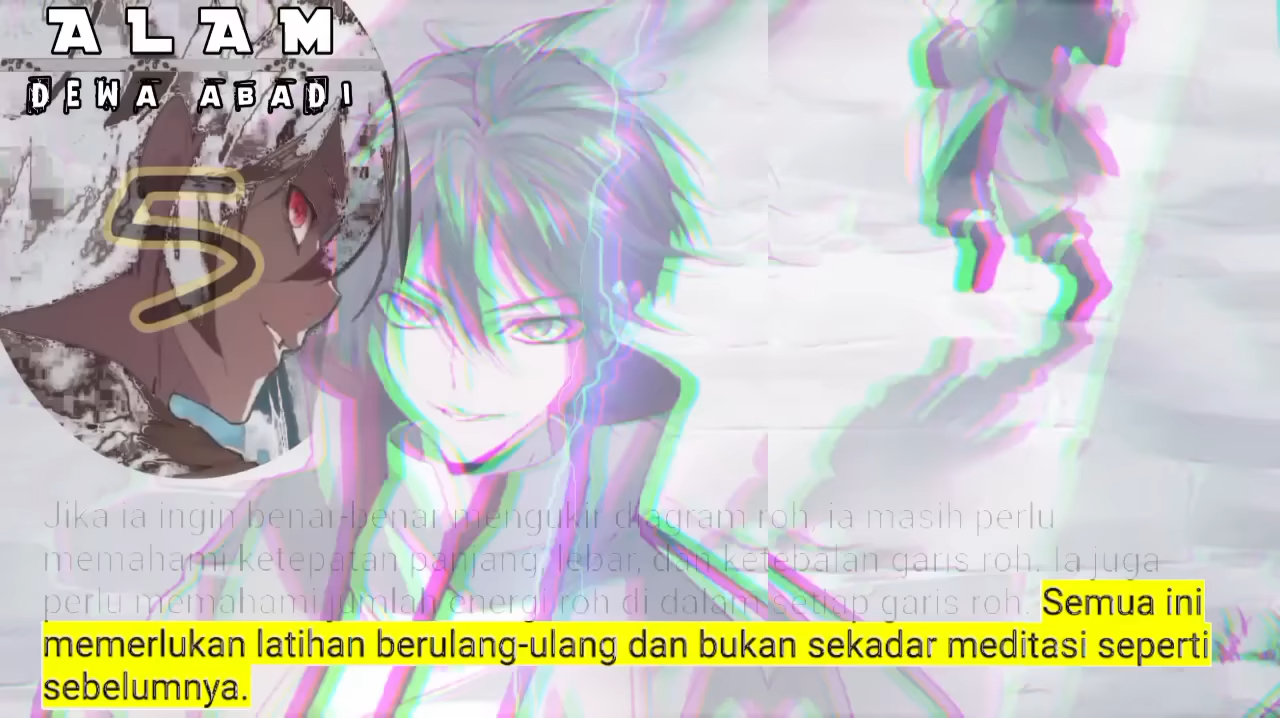 ALAM
DEWA ABADI
5
Jika ia ingin benar-benar mengukir diagram roh, ia masih perlu
memahami ketepatan panjang, lebar, dan ketebalan garis roh. Ia juga
perlu memahami jumlah energi roh di dalam setiap garis roh. Semua ini
memerlukan latihan berulang-ulang dan bukan sekadar meditasi seperti
sebelumnya.